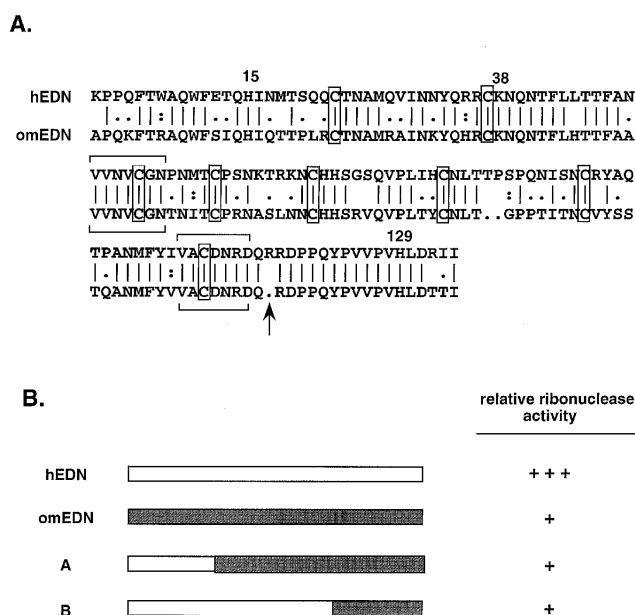 A.
15 38
hEDN KPPQFTWAQWFETQHINMTSQQCTNAMQVINNYQRRCKNQNTFLLTTFAN
omEDN APQKFTRAQWFSIQHIQTTPLRCTNAMRAINKYQHRCKNQNTFLHTTFAA
VVNVCGNPNMTCPSNKTRKNCHHSGSQVPLIHCNLTTPSPQNISNCRYAQ
VVNVCGNTNITCPRNASLNNCHHSRVQVPLTYCNLT..GPPTITNCVYSS
129
TPANMFYIVACDNRDQRRDPPQYPVVPVHLDRII
TQANMFYVVACDNRDQ.RDPPQYPVVPVHLDTTI
B.
relative ribonuclease
activity
hEDN +++
omEDN +
A +
B +